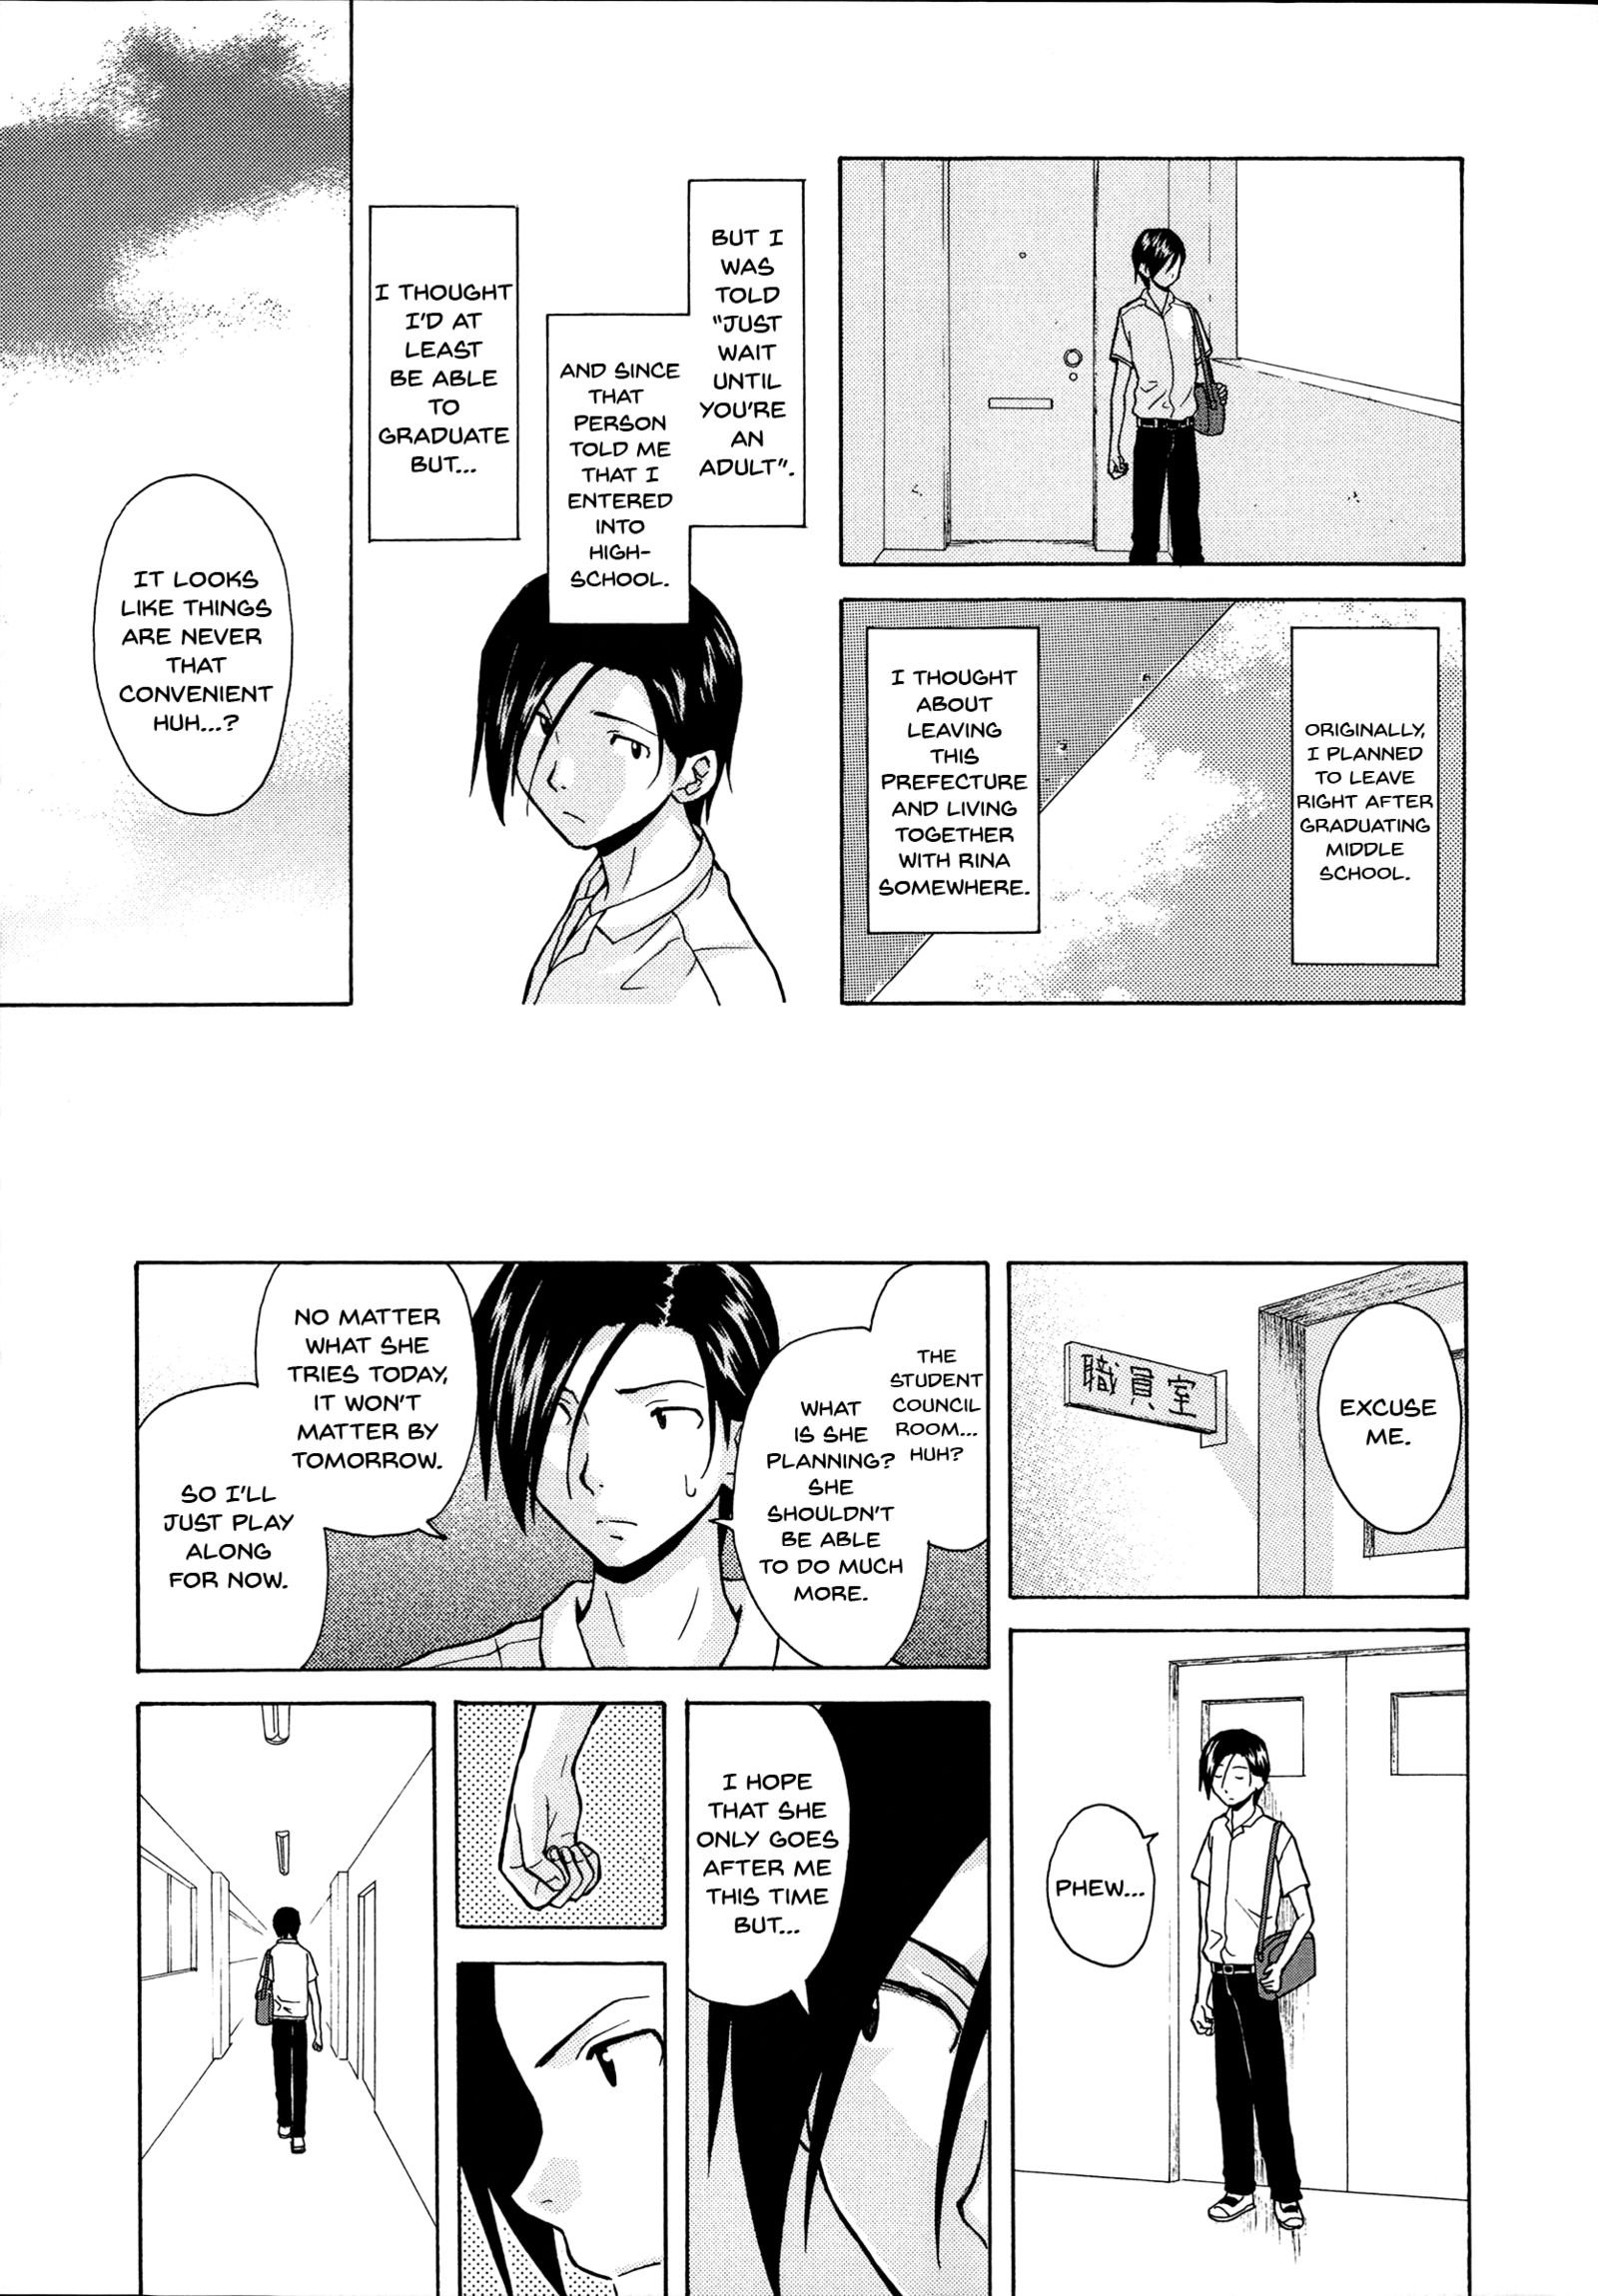 ORIGINALLY,
I PLANNED
TO LEAVE
RIGHT AFTER
GRADUATING
MIDDLE
SCHOOL.
I THOUGHT
ABOUT
LEAVING
THIS
PREFECTURE
AND LIVING
TOGETHER
WITH RINA
SOMEWHERE.
BUT I
WAS
TOLD
"JUST
WAIT
UNTIL
YOU'RE
AN
ADULT".
AND SINCE
THAT
PERSON
TOLD ME
THAT I
ENTERED
INTO
HIGH-
SCHOOL.
I THOUGHT
I'D AT
LEAST
BE ABLE
TO
GRADUATE
BUT...
IT LOOKS
LIKE THINGS
ARE NEVER
THAT
CONVENIENT
HUH...?
職員室
EXCUSE
ME.
PHEW...
THE
STUDENT
COUNCIL
ROOM...
HUH?
WHAT
IS SHE
PLANNING?
SHE
SHOULDN'T
BE ABLE
TO DO MUCH
MORE.
NO MATTER
WHAT SHE
TRIES TODAY,
IT WON'T
MATTER BY
TOMORROW.
SO I'LL
JUST PLAY
ALONG
FOR NOW.
I HOPE
THAT SHE
ONLY GOES
AFTER ME
THIS TIME
BUT...